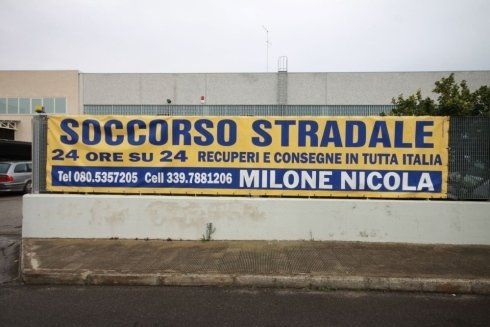 SOCCORSO STRADALE
24 ORE SU 24 RECUPERI E CONSEGNE IN TUTTA ITALIA
Tel 080.5357205 Cell 339.7881206 MILONE NICOLA